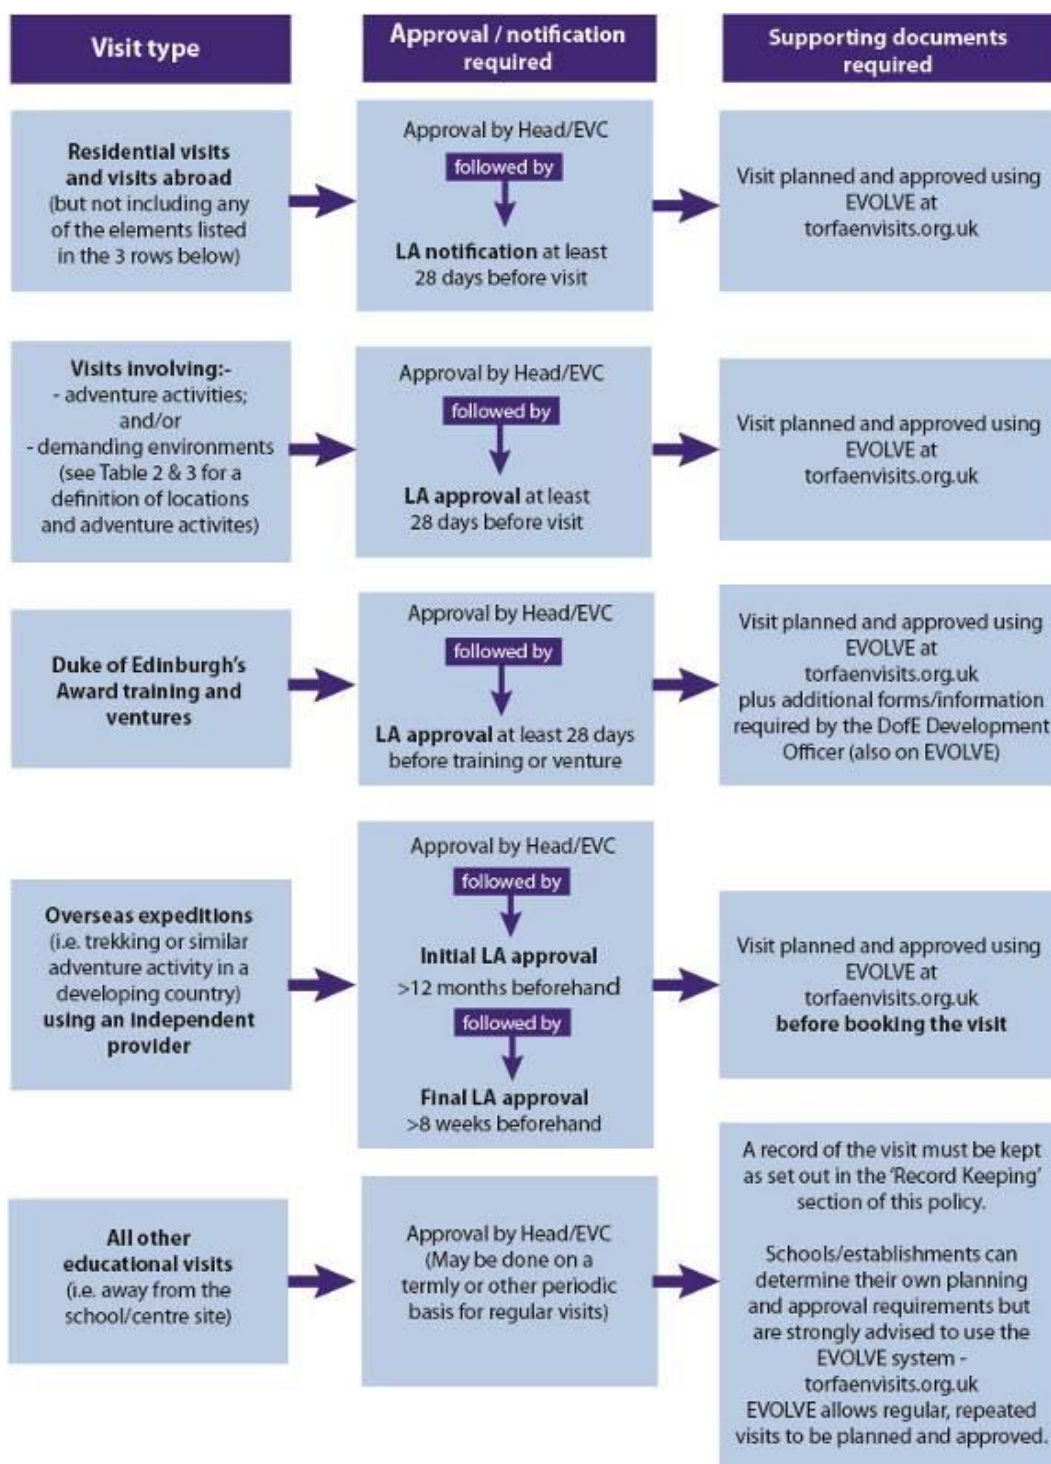 Visit type
Approval / notification
required
Supporting documents
required
Residential visits
and visits abroad
(but not including any
of the elements listed
in the 3 rows below)
Approval by Head/EVC
followed by
LA notification at least
28 days before visit
Visit planned and approved using
EVOLVE at
torfaenvisits.org.uk
Visits involving:-
- adventure activities;
and/or
- demanding environments
(see Table 2 & 3 for a
definition of locations
and adventure activites)
Approval by Head/EVC
followed by
LA approval at least
28 days before visit
Visit planned and approved using
EVOLVE at
torfaenvisits.org.uk
Duke of Edinburgh's
Award training and
ventures
Approval by Head/EVC
followed by
LA approval at least 28 days
before training or venture
Visit planned and approved using
EVOLVE at
torfaenvisits.org.uk
plus additional forms/information
required by the DofE Development
Officer (also on EVOLVE)
Overseas expeditions
(i.e. trekking or similar
adventure activity in a
developing country)
using an independent
provider
Approval by Head/EVC
followed by
Initial LA approval
>12 months beforehand
followed by
Final LA approval
>8 weeks beforehand
Visit planned and approved using
EVOLVE at
torfaenvisits.org.uk
before booking the visit
All other
educational visits
(i.e. away from the
school/centre site)
Approval by Head/EVC
(May be done on a
termly or other periodic
basis for regular visits)
A record of the visit must be kept
as set out in the 'Record Keeping'
section of this policy.
Schools/establishments can
determine their own planning
and approval requirements but
are strongly advised to use the
EVOLVE system -
torfaenvisits.org.uk
EVOLVE allows regular, repeated
visits to be planned and approved.